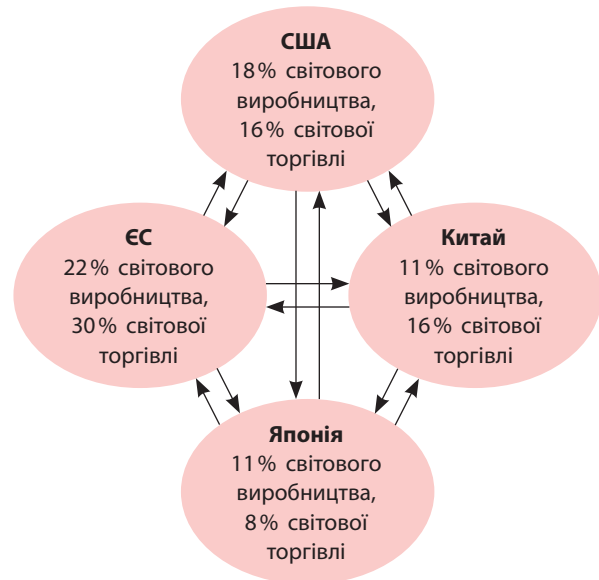 США
18% світового
виробництва,
16% світової
торгівлі
ЄС
22% світового
виробництва,
30% світової
торгівлі
Китай
11% світового
виробництва,
16% світової
торгівлі
Японія
11% світового
виробництва,
8% світової
торгівлі